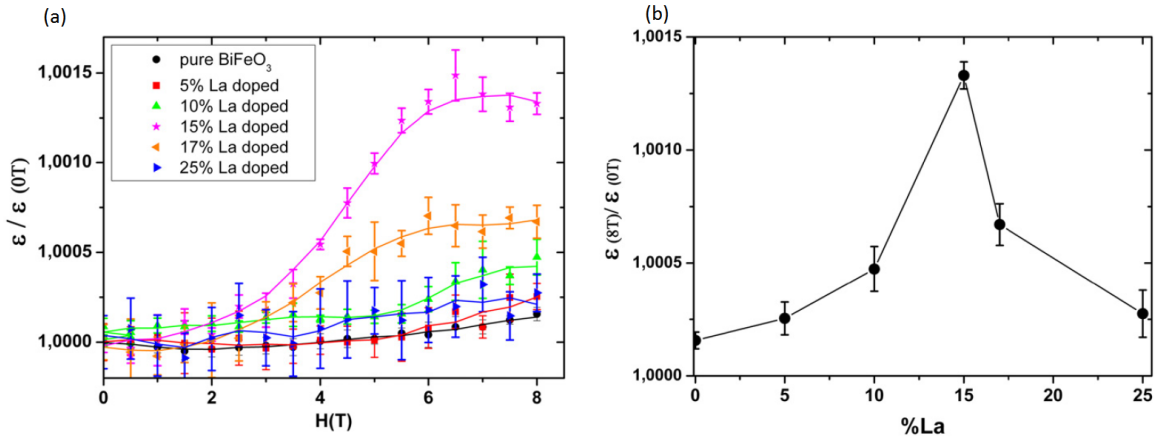 (a)
1,0015
1,0010
1,0005
1,0000
ε / ε (0T)
pure BiFeO3
5% La doped
10% La doped
15% La doped
17% La doped
25% La doped
0 2 4 6 8
H(T)
(b)
1,0015
1,0010
1,0005
1,0000
ε (8T)/ ε (0T)
0 5 10 15 20 25
%La